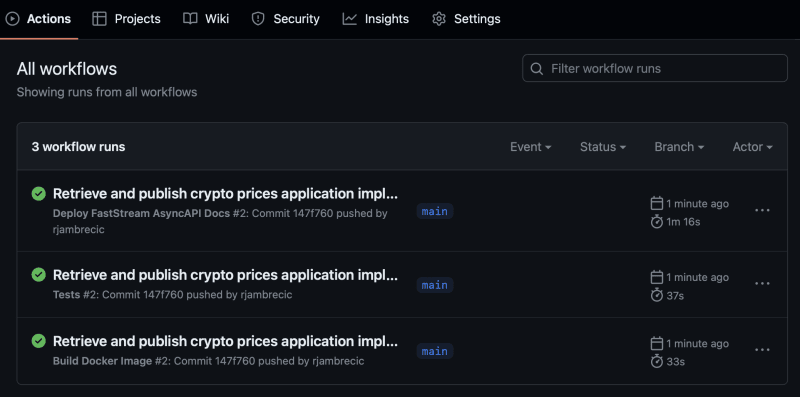 Actions Projects Wiki Security Insights Settings
All workflows
Filter workflow runs
Showing runs from all workflows
3 workflow runs
Event Status Branch Actor
Retrieve and publish crypto prices application impl...
Deploy FastStream AsyncAPI Docs #2: Commit 147f760 pushed by
rjambrecic
main
1 minute ago
1m 16s
Retrieve and publish crypto prices application impl...
Tests #2: Commit 147f760 pushed by rjambrecic
main
1 minute ago
37s
Retrieve and publish crypto prices application impl...
Build Docker Image #2: Commit 147f760 pushed by rjambrecic
main
1 minute ago
33s